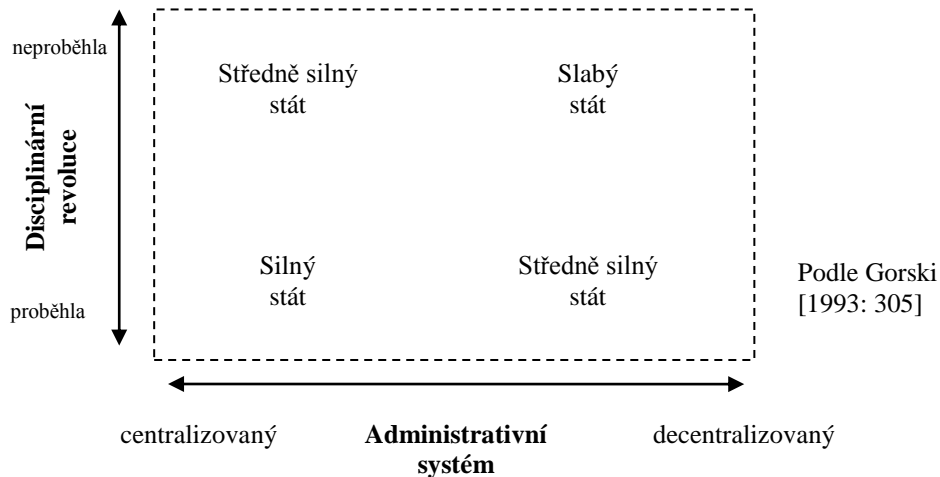 neproběhla
Středně silný
stát
Slabý
stát
Disciplinární
revoluce
Silný
stát
Středně silný
stát
proběhla
Podle Gorski
[1993: 305]
centralizovaný
Administrativní
systém
decentralizovaný